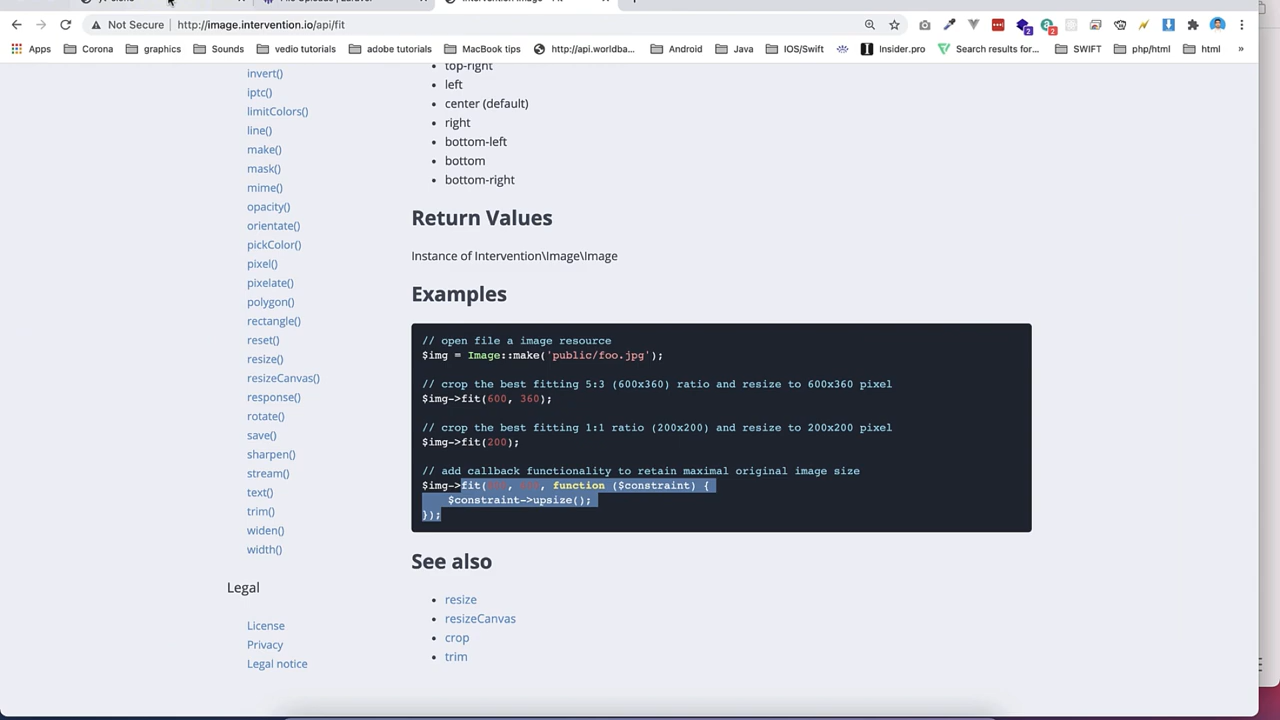 Not Secure | http://image.intervention.io/api/fit
Apps Corona graphics Sounds vedio tutorials adobe tutorials MacBook tips http://api.worldba... Android Java IOS/Swift Insider.pro Search results for... SWIFT php/html html »
2 2
invert()
iptc()
limitColors()
line()
make()
mask()
mime()
opacity()
orientate()
pickColor()
pixel()
pixelate()
polygon()
rectangle()
reset()
resize()
resizeCanvas()
response()
rotate()
save()
sharpen()
stream()
text()
trim()
widen()
width()
Legal
License
Privacy
Legal notice
top-right
left
center (default)
right
bottom-left
bottom
bottom-right
Return Values
Instance of Intervention\Image\Image
Examples
// open file a image resource
$img = Image::make('public/foo.jpg');
// crop the best fitting 5:3 (600x360) ratio and resize to 600x360 pixel
$img->fit(600, 360);
// crop the best fitting 1:1 ratio (200x200) and resize to 200x200 pixel
$img->fit(200);
// add callback functionality to retain maximal original image size
$img->fit( , , function ($constraint) {
$constraint->upsize();
});
See also
resize
resizeCanvas
crop
trim